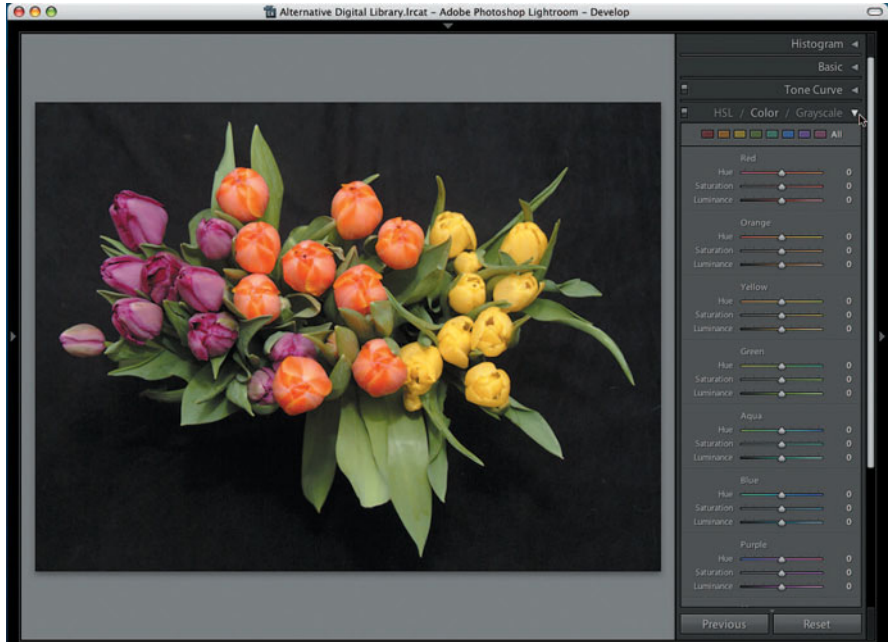 Alternative Digital Library.lrcat – Adobe Photoshop Lightroom – Develop
Histogram
Basic
Tone Curve
HSL / Color / Grayscale
All
Red
Hue 0
Saturation 0
Luminance 0
Orange
Hue 0
Saturation 0
Luminance 0
Yellow
Hue 0
Saturation 0
Luminance 0
Green
Hue 0
Saturation 0
Luminance 0
Aqua
Hue 0
Saturation 0
Luminance 0
Blue
Hue 0
Saturation 0
Luminance 0
Purple
Hue 0
Saturation 0
Luminance 0
Previous Reset